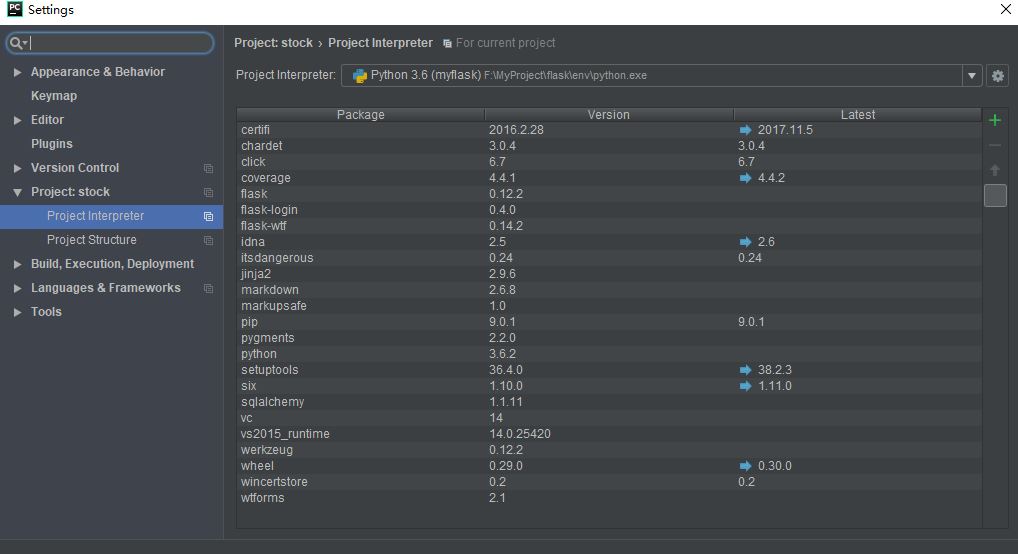 PC Settings
Project: stock › Project Interpreter For current project
Appearance & Behavior
Keymap
Editor
Plugins
Version Control
Project: stock
Project Interpreter
Project Structure
Build, Execution, Deployment
Languages & Frameworks
Tools
Project Interpreter: Python 3.6 (myflask) F:\MyProject\flask\env\python.exe
Package Version Latest
certifi 2016.2.28 2017.11.5
chardet 3.0.4 3.0.4
click 6.7 6.7
coverage 4.4.1 4.4.2
flask 0.12.2
flask-login 0.4.0
flask-wtf 0.14.2
idna 2.5 2.6
itsdangerous 0.24 0.24
jinja2 2.9.6
markdown 2.6.8
markupsafe 1.0
pip 9.0.1 9.0.1
pygments 2.2.0
python 3.6.2
setuptools 36.4.0 38.2.3
six 1.10.0 1.11.0
sqlalchemy 1.1.11
vc 14
vs2015_runtime 14.0.25420
werkzeug 0.12.2
wheel 0.29.0 0.30.0
wincertstore 0.2 0.2
wtforms 2.1